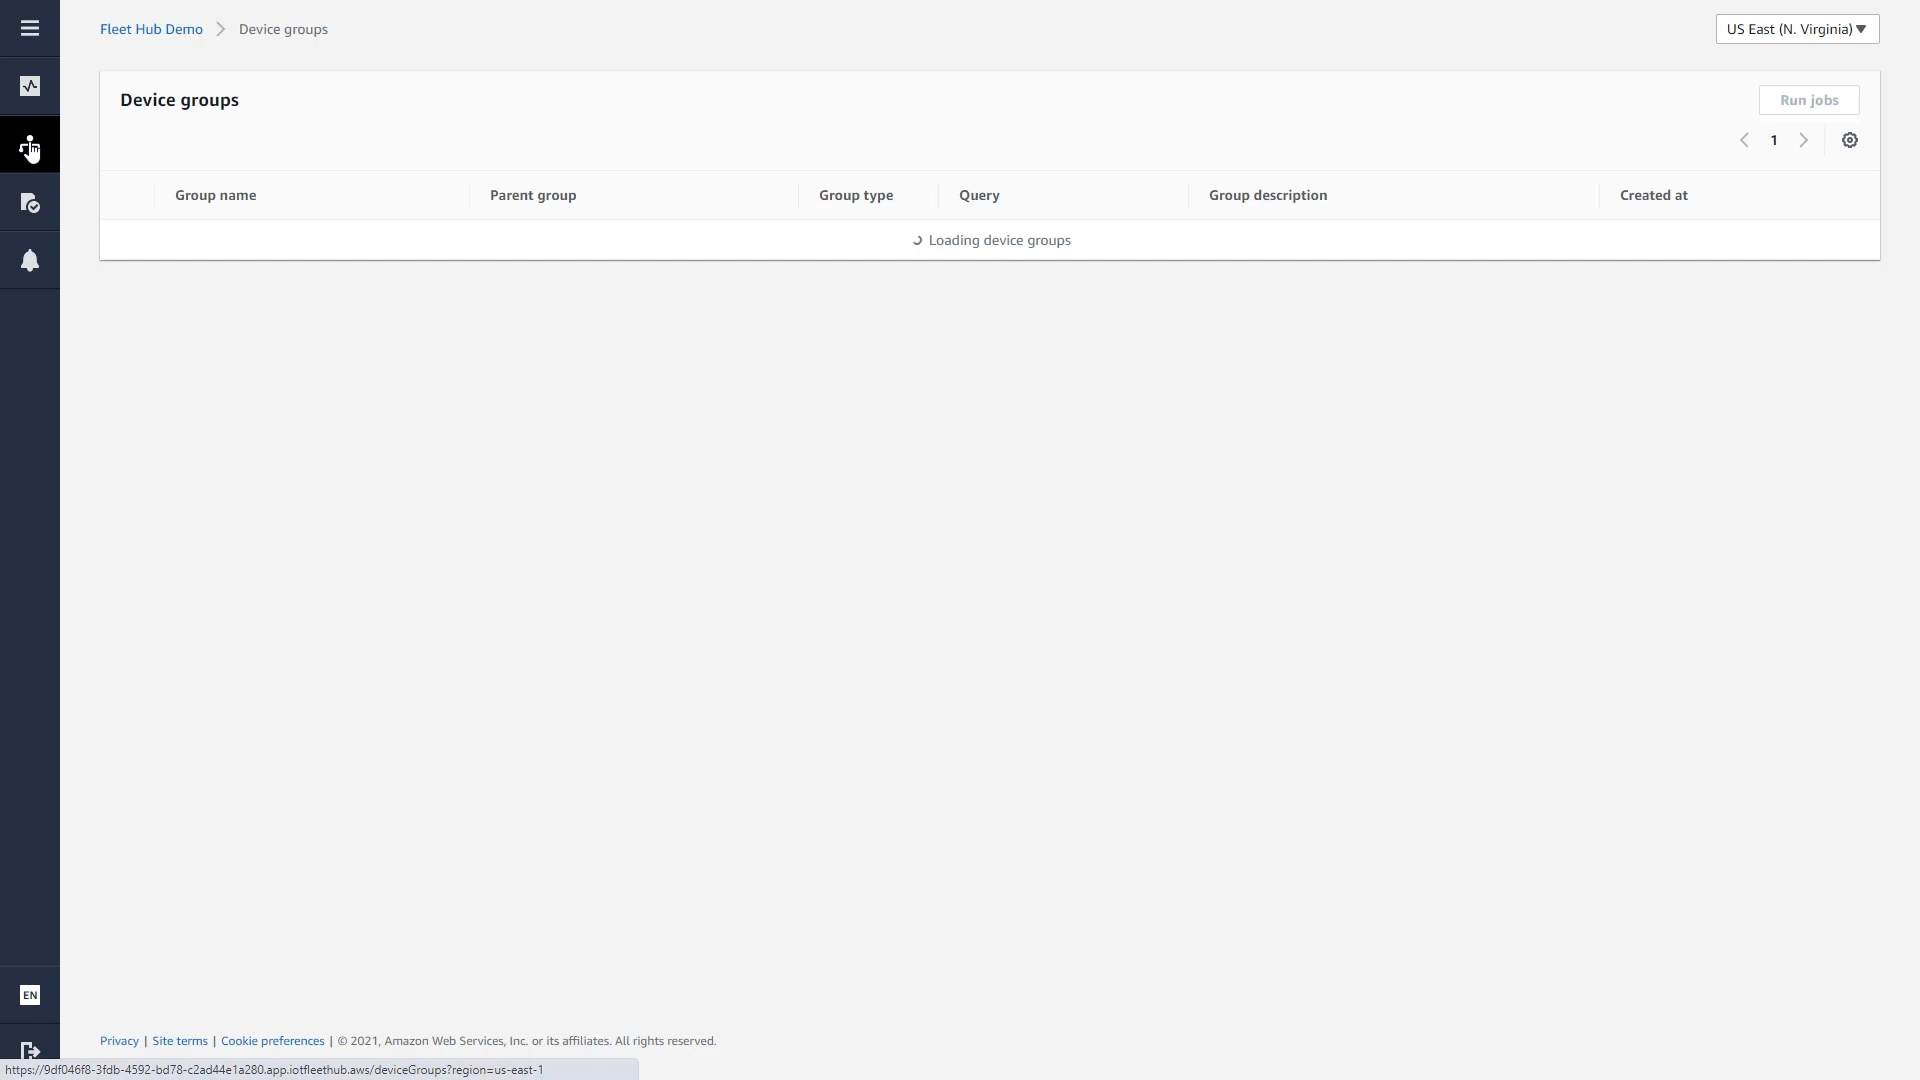 Fleet Hub Demo Device groups US East (N. Virginia)
Device groups Run jobs
1
Group name Parent group Group type Query Group description Created at
Loading device groups
EN
Privacy | Site terms | Cookie preferences | © 2021, Amazon Web Services, Inc. or its affiliates. All rights reserved.
https://9df046f8-3fdb-4592-bd78-c2ad44e1a280.app.iotfleethub.aws/deviceGroups?region=us-east-1